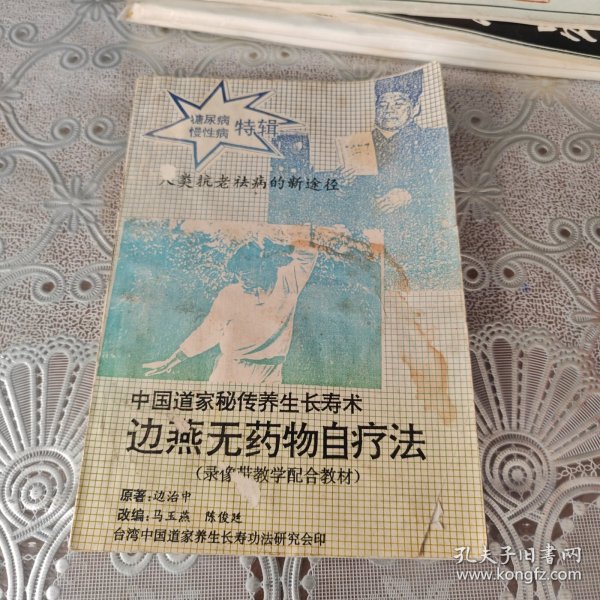 糖尿病
慢性病
特辑
人类抗老祛病的新途径
中国道家秘传养生长寿术
边燕无药物自疗法
(录像带教学配合教材)
原著:边治中
改编:马玉燕 陈俊廷
台湾中国道家养生长寿功法研究会印
孔夫子旧书网
www.kongfz.com